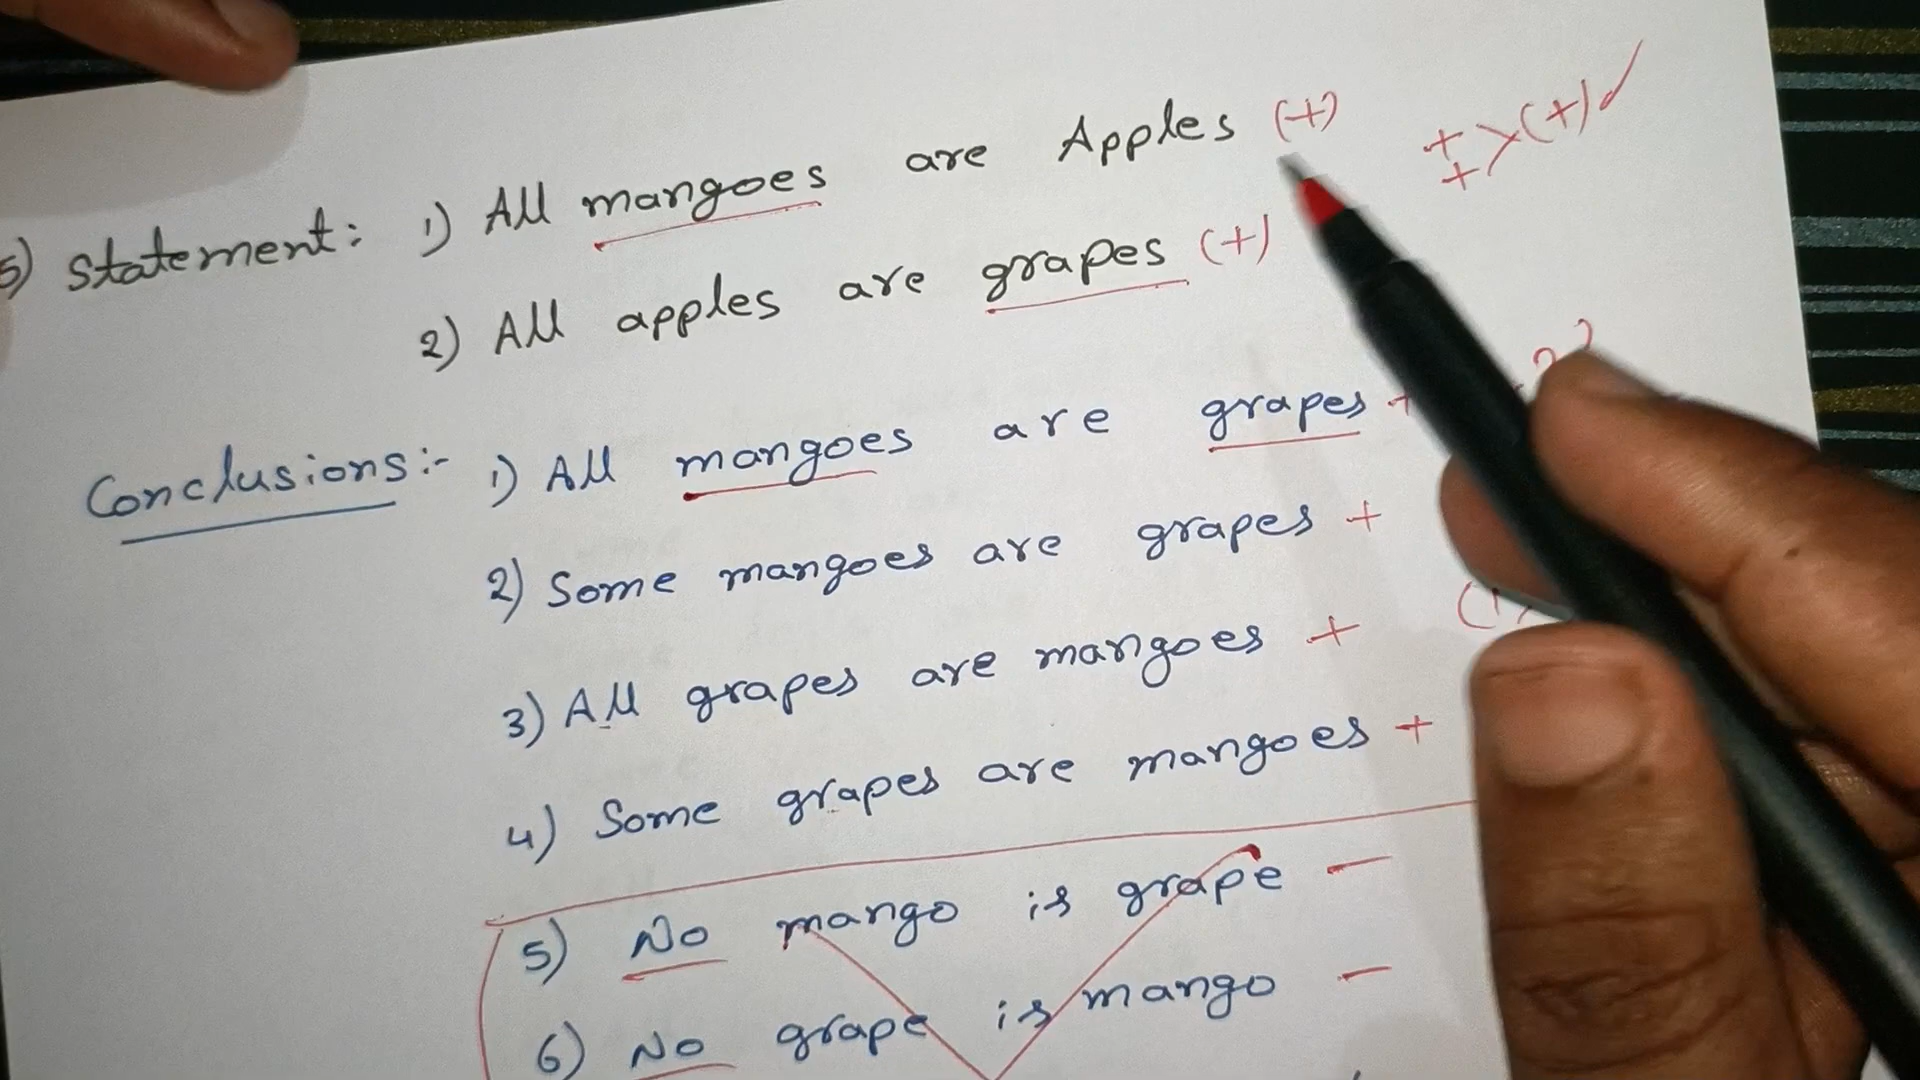 5) Statement: 1) All mangoes are Apples (+)
+ + > (+) ✓
2) All apples are grapes (+)
Conclusions:- 1) All mangoes are grapes +
2) Some mangoes are grapes +
3) All grapes are mangoes +
4) Some grapes are mangoes +
5) No mango is grape -
6) No grape is mango -